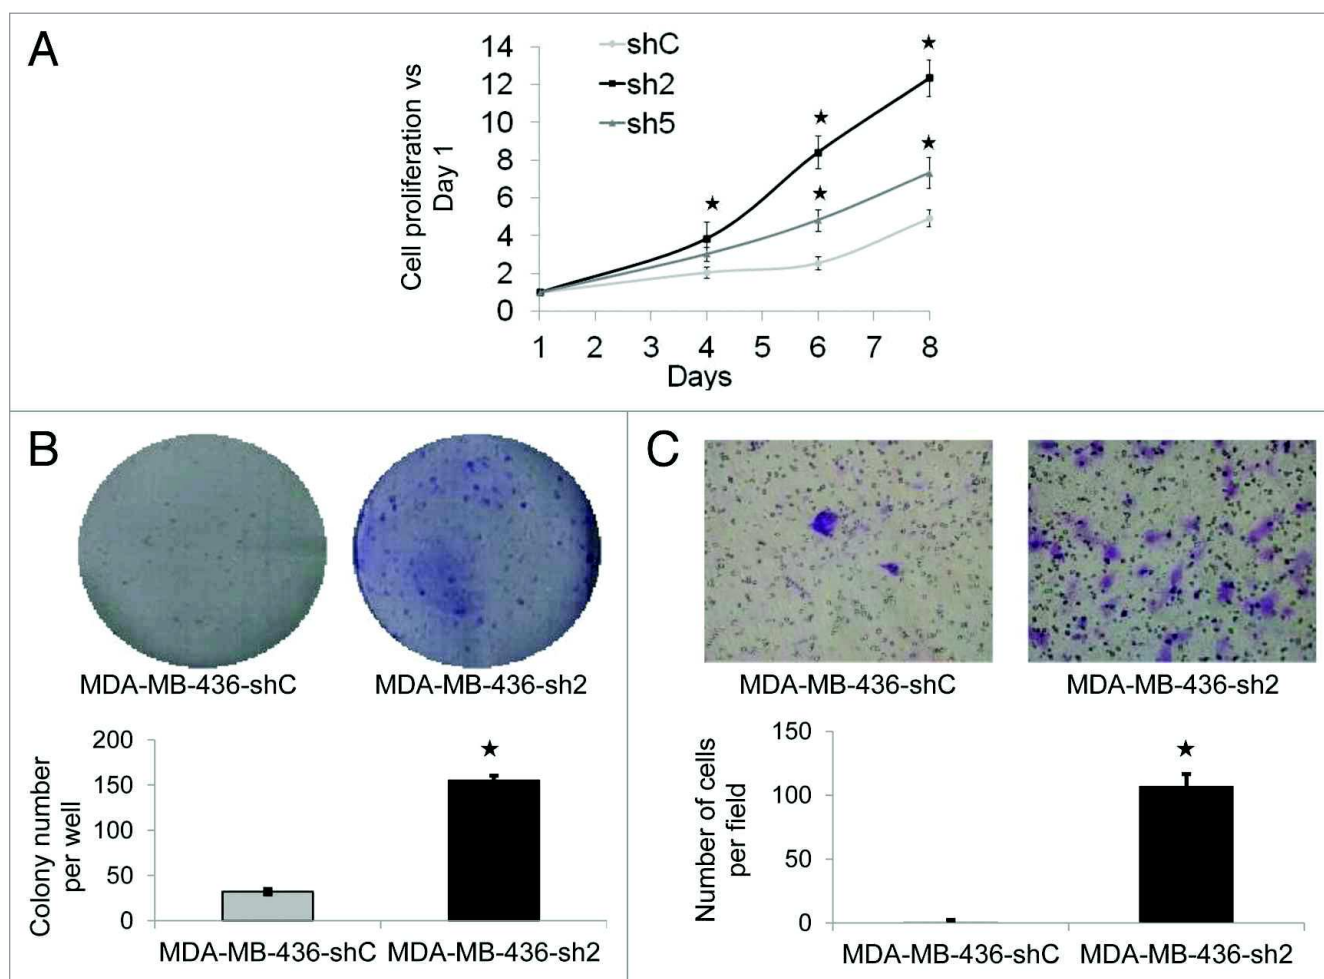 A
Cell proliferation vs
Day 1
14
12
10
8
6
4
2
0
shC
sh2
sh5
★
★
★
★
★
1 2 3 4 5 6 7 8
Days
B
MDA-MB-436-shC
MDA-MB-436-sh2
Colony number
per well
200
150
100
50
0
★
MDA-MB-436-shC
MDA-MB-436-sh2
C
MDA-MB-436-shC
MDA-MB-436-sh2
Number of cells
per field
150
100
50
0
★
MDA-MB-436-shC
MDA-MB-436-sh2